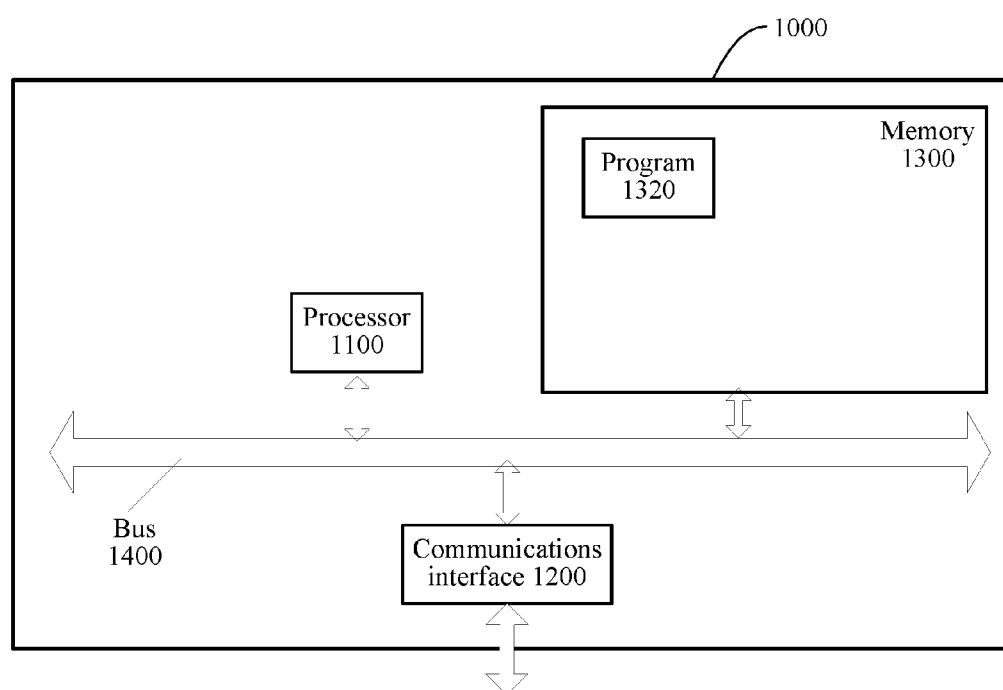 1000
Memory
1300
Program
1320
Processor
1100
Bus
1400
Communications
interface 1200